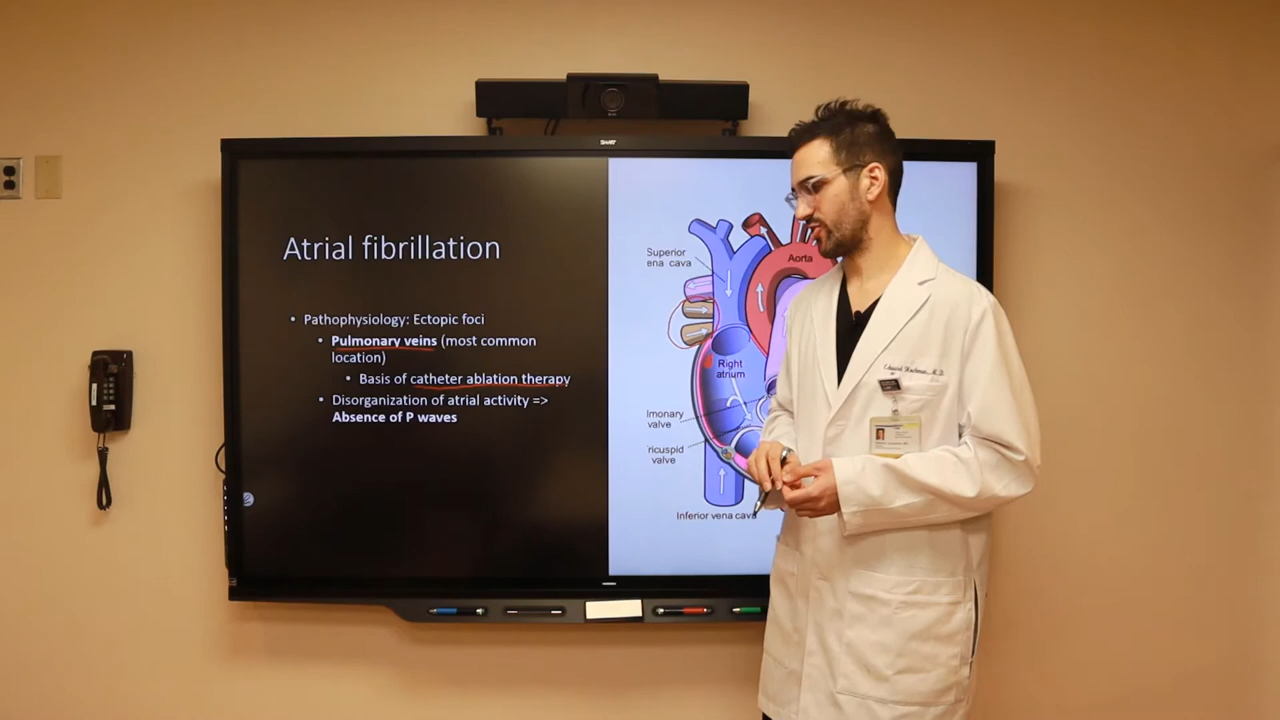 SMART
Atrial fibrillation
• Pathophysiology: Ectopic foci
• Pulmonary veins (most common
location)
• Basis of catheter ablation therapy
• Disorganization of atrial activity =>
Absence of P waves
Superior
ena cava
Aorta
Right
atrium
lmonary
valve
ricuspid
valve
Inferior vena cava
M.D.